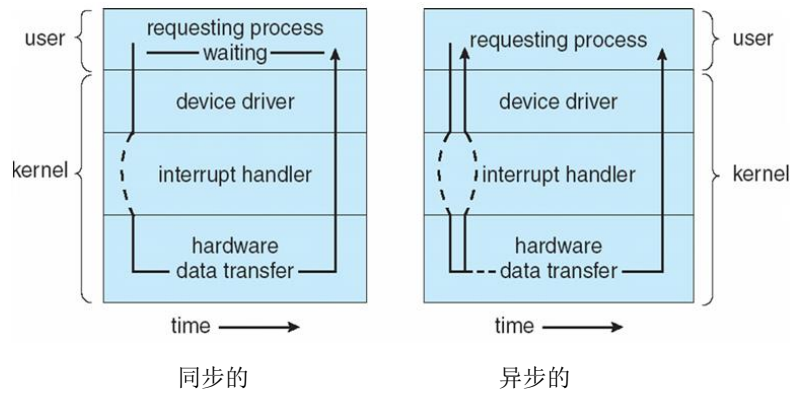 user
requesting process
waiting
device driver
kernel
interrupt handler
hardware
data transfer
time
同步的
requesting process
user
device driver
interrupt handler
kernel
hardware
data transfer
time
异步的